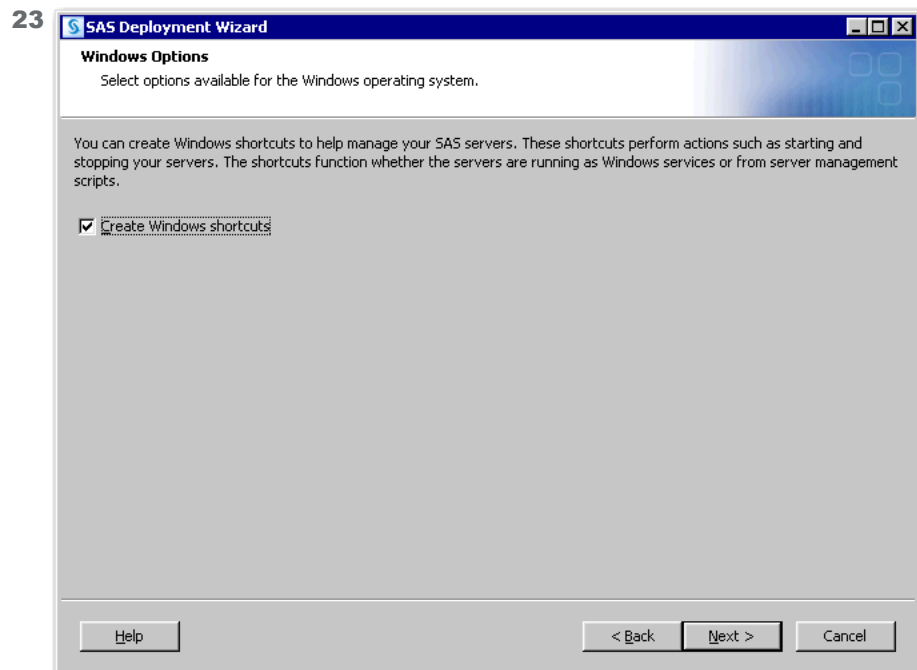 23
SAS Deployment Wizard
Windows Options
Select options available for the Windows operating system.
You can create Windows shortcuts to help manage your SAS servers. These shortcuts perform actions such as starting and
stopping your servers. The shortcuts function whether the servers are running as Windows services or from server management
scripts.
Create Windows shortcuts
Help
< Back
Next >
Cancel